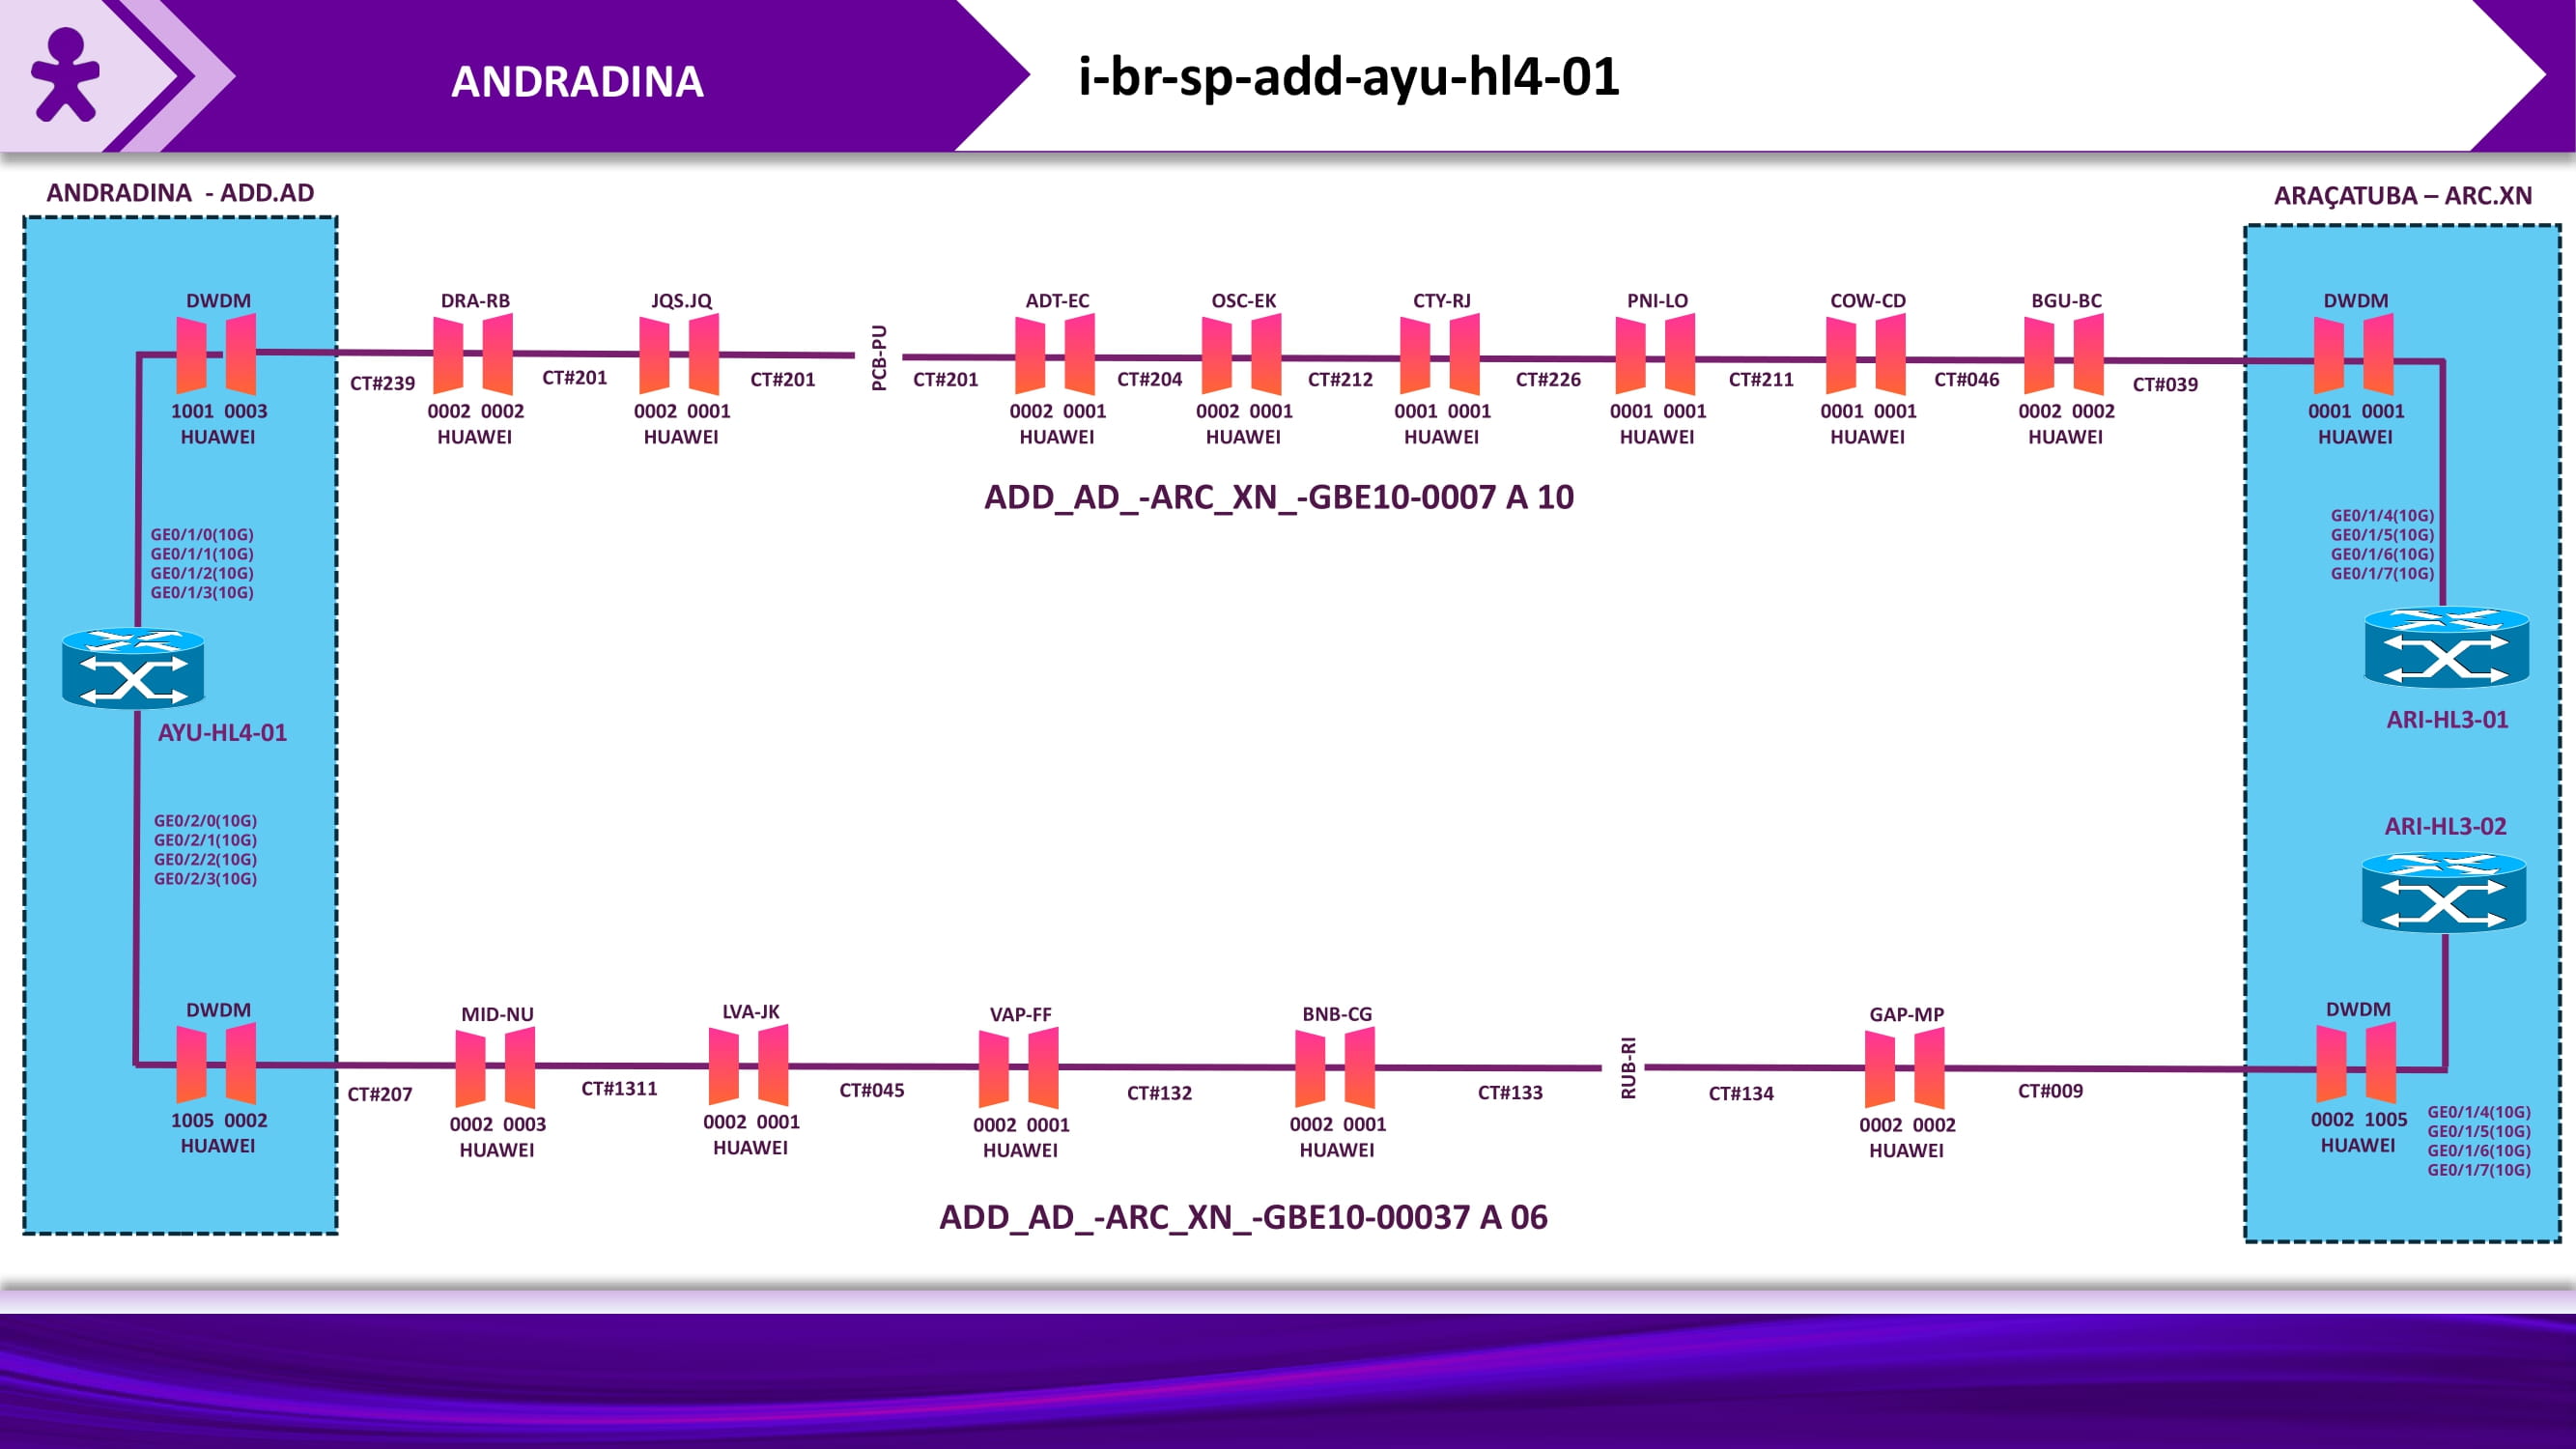 ANDRADINA
i-br-sp-add-ayu-hl4-01
ANDRADINA - ADD.AD
ARAÇATUBA – ARC.XN
DWDM
DRA-RB
JQS.JQ
PCB-PU
ADT-EC
OSC-EK
CTY-RJ
PNI-LO
COW-CD
BGU-BC
DWDM
CT#239
CT#201
CT#201
CT#201
CT#204
CT#212
CT#226
CT#211
CT#046
CT#039
1001 0003
HUAWEI
0002 0002
HUAWEI
0002 0001
HUAWEI
0002 0001
HUAWEI
0002 0001
HUAWEI
0001 0001
HUAWEI
0001 0001
HUAWEI
0001 0001
HUAWEI
0002 0002
HUAWEI
0001 0001
HUAWEI
ADD_AD_-ARC_XN_-GBE10-0007 A 10
GE0/1/0(10G)
GE0/1/1(10G)
GE0/1/2(10G)
GE0/1/3(10G)
GE0/1/4(10G)
GE0/1/5(10G)
GE0/1/6(10G)
GE0/1/7(10G)
AYU-HL4-01
ARI-HL3-01
ARI-HL3-02
GE0/2/0(10G)
GE0/2/1(10G)
GE0/2/2(10G)
GE0/2/3(10G)
DWDM
MID-NU
LVA-JK
VAP-FF
BNB-CG
RUB-RI
GAP-MP
DWDM
CT#207
CT#1311
CT#045
CT#132
CT#133
CT#134
CT#009
1005 0002
HUAWEI
0002 0003
HUAWEI
0002 0001
HUAWEI
0002 0001
HUAWEI
0002 0001
HUAWEI
0002 0002
HUAWEI
0002 1005
HUAWEI
GE0/1/4(10G)
GE0/1/5(10G)
GE0/1/6(10G)
GE0/1/7(10G)
ADD_AD_-ARC_XN_-GBE10-00037 A 06